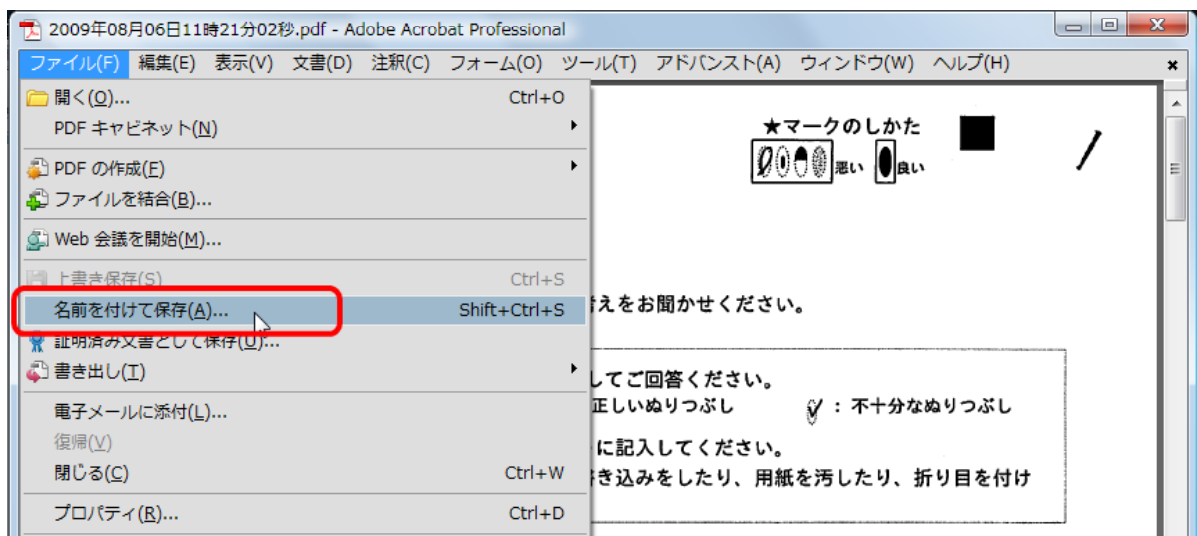 2009年08月06日11時21分02秒.pdf - Adobe Acrobat Professional
ファイル(F) 編集(E) 表示(V) 文書(D) 注釈(C) フォーム(O) ツール(T) アドバンスト(A) ウィンドウ(W) ヘルプ(H)
開く(O)... Ctrl+O
PDF キャビネット(N)
PDF の作成(F)
ファイルを結合(B)...
Web 会議を開始(M)...
上書き保存(S) Ctrl+S
名前を付けて保存(A)... Shift+Ctrl+S
証明済み文書として保存(U)...
書き出し(T)
電子メールに添付(L)...
復帰(V)
閉じる(C) Ctrl+W
プロパティ(R)... Ctrl+D
★マークのしかた
悪い 良い
えをお聞かせください。
してご回答ください。
正しいぬりつぶし : 不十分なぬりつぶし
に記入してください。
き込みをしたり、用紙を汚したり、折り目を付け